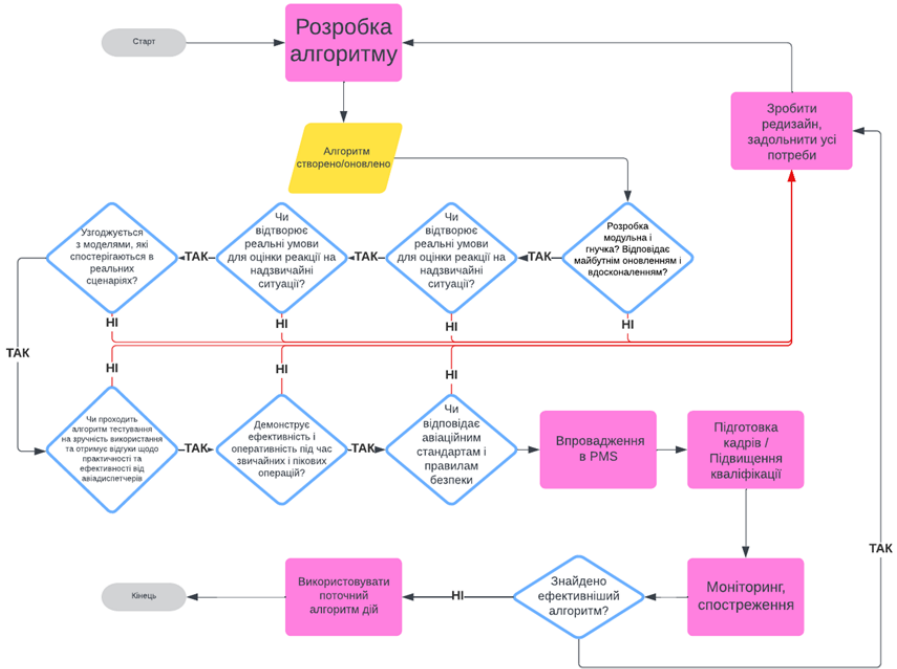 Старт
Розробка
алгоритму
Зробити
редизайн,
задольнити усі
потреби
Алгоритм
створено/оновлено
Розробка
модульна і
гнучка? Відповідає
майбутнім оновленням і
вдосконаленням?
НІ
ТАК
Чи
відтворює
реальні умови
для оцінки реакції на
надзвичайні
ситуації?
НІ
ТАК
Чи
відтворює
реальні умови
для оцінки реакції на
надзвичайні
ситуації?
НІ
ТАК
Узгоджується
з моделями, які
спостерігаються в
реальних
сценаріях?
НІ
ТАК
НІ
Чи проходить
алгоритм тестування
на зручність використання
та отримує відгуки щодо
практичності та
ефективності від
авіадиспетчерів
ТАК
НІ
Демонструє
ефективність і
оперативність під час
звичайних і пікових
операцій?
ТАК
НІ
Чи
відповідає
авіаційним
стандартам і
правилам
безпеки
Впровадження
в PMS
Підготовка
кадрів /
Підвищення
кваліфікації
Моніторинг,
спостреження
Знайдено
ефективніший
алгоритм?
ТАК
НІ
Використовувати
поточний
алгоритм дій
Кінець